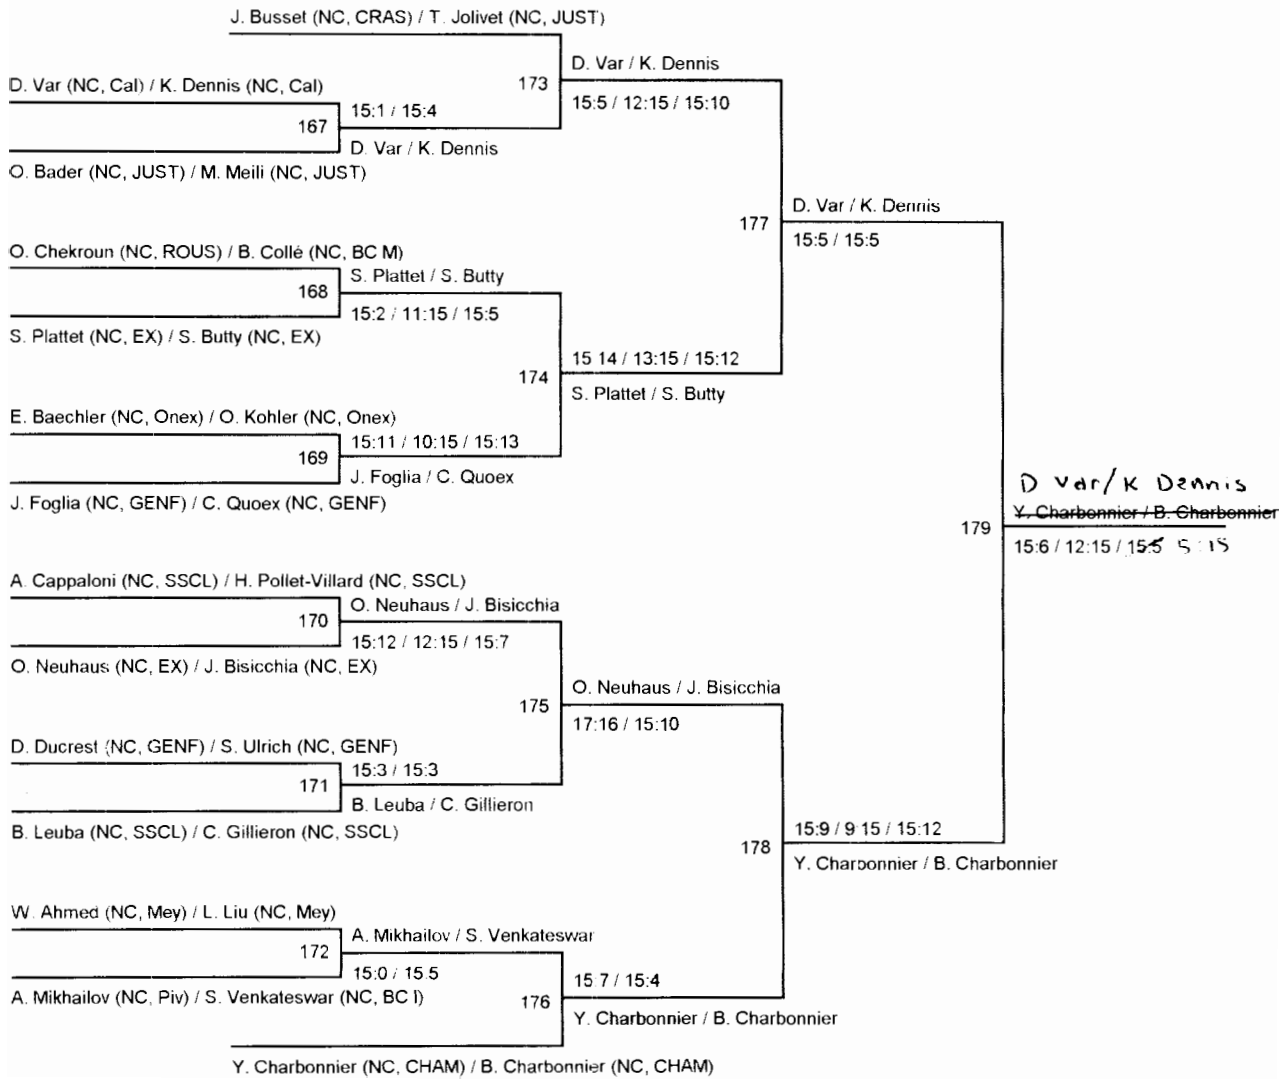 J. Busset (NC, CRAS) / T. Jolivet (NC, JUST)
173
D. Var / K. Dennis
15:5 / 12:15 / 15:10
D. Var (NC, Cal) / K. Dennis (NC, Cal)
167
15:1 / 15:4
D. Var / K. Dennis
O. Bader (NC, JUST) / M. Meili (NC, JUST)
177
D. Var / K. Dennis
15:5 / 15:5
O. Chekroun (NC, ROUS) / B. Collé (NC, BC M)
168
S. Plattet / S. Butty
15:2 / 11:15 / 15:5
S. Plattet (NC, EX) / S. Butty (NC, EX)
174
15 14 / 13:15 / 15:12
S. Plattet / S. Butty
E. Baechler (NC, Onex) / O. Kohler (NC, Onex)
169
15:11 / 10:15 / 15:13
J. Foglia / C. Quoex
J. Foglia (NC, GENF) / C. Quoex (NC, GENF)
179
D Var/K Dennis
Y. Charbonnier / B. Charbonnier
15:6 / 12:15 / 15:5 5:15
A. Cappaloni (NC, SSCL) / H. Pollet-Villard (NC, SSCL)
170
O. Neuhaus / J. Bisicchia
15:12 / 12:15 / 15:7
O. Neuhaus (NC, EX) / J. Bisicchia (NC, EX)
175
O. Neuhaus / J. Bisicchia
17:16 / 15:10
D. Ducrest (NC, GENF) / S. Ulrich (NC, GENF)
171
15:3 / 15:3
B. Leuba / C. Gillieron
B. Leuba (NC, SSCL) / C. Gillieron (NC, SSCL)
178
15:9 / 9 15 / 15:12
Y. Charbonnier / B. Charbonnier
W. Ahmed (NC, Mey) / L. Liu (NC, Mey)
172
A. Mikhailov / S. Venkateswar
15:0 / 15 5
A. Mikhailov (NC, Piv) / S. Venkateswar (NC, BC I)
176
15:7 / 15:4
Y. Charbonnier / B. Charbonnier
Y. Charbonnier (NC, CHAM) / B. Charbonnier (NC, CHAM)